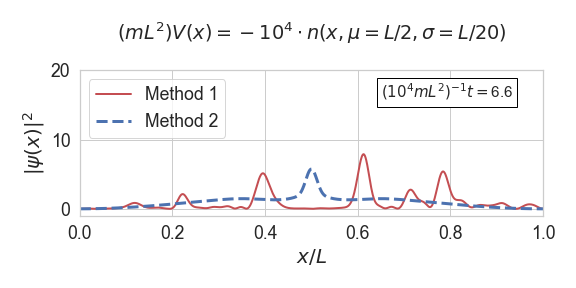 (mL²)V(x) = − 10⁴ · n(x, μ = L/2, σ = L/20)
20
Method 1
Method 2
(10⁴mL²)⁻¹t = 6.6
10
0
|ψ(x)|²
0.0 0.2 0.4 0.6 0.8 1.0
x/L